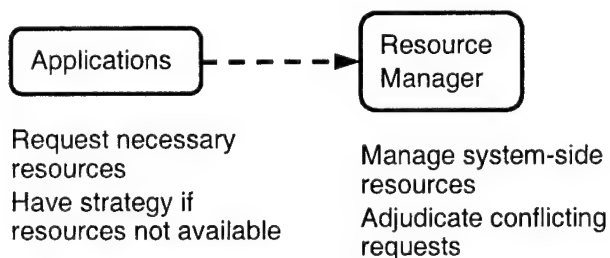 Applications
Resource
Manager
Request necessary
resources
Have strategy if
resources not available
Manage system-side
resources
Adjudicate conflicting
requests